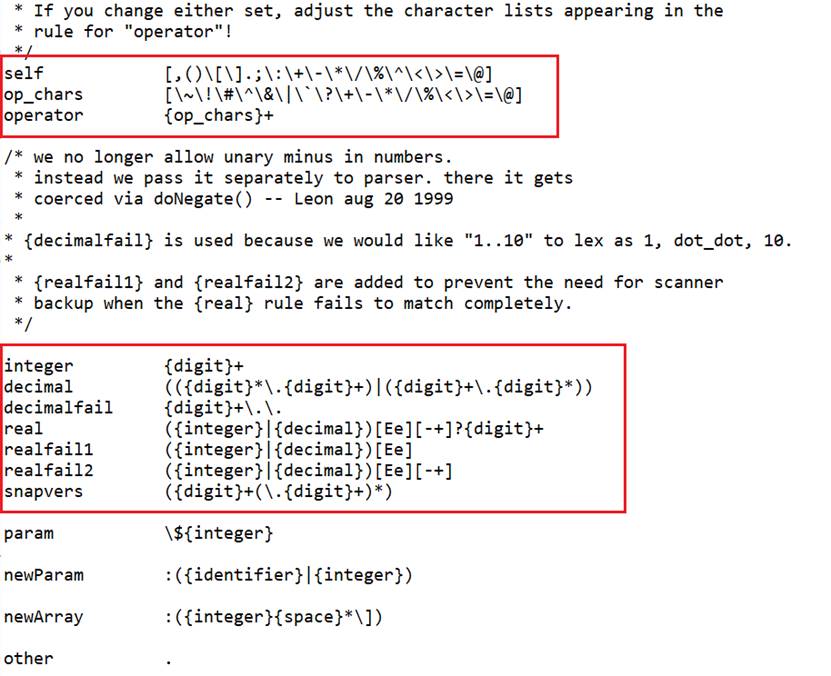 * If you change either set, adjust the character lists appearing in the
* rule for "operator"!
*/
self [,()\[\].;\:\+\-\*\/\%\^\<\>\=\@]
op_chars [\~\!\#\^\&\|\`\?\+\-\*\/\%\<\>\=\@]
operator {op_chars}+
/* we no longer allow unary minus in numbers.
* instead we pass it separately to parser. there it gets
* coerced via doNegate() -- Leon aug 20 1999
*
* {decimalfail} is used because we would like "1..10" to lex as 1, dot_dot, 10.
*
* {realfail1} and {realfail2} are added to prevent the need for scanner
* backup when the {real} rule fails to match completely.
*/
integer {digit}+
decimal (({digit}*\.{digit}+)|({digit}+\.{digit}*))
decimalfail {digit}+\.\.
real ({integer}|{decimal})[Ee][-+]?{digit}+
realfail1 ({integer}|{decimal})[Ee]
realfail2 ({integer}|{decimal})[Ee][-+]
snapvers ({digit}+(\.{digit}+)*)
param \${integer}
newParam :({identifier}|{integer})
newArray :({integer}{space}*\])
other .